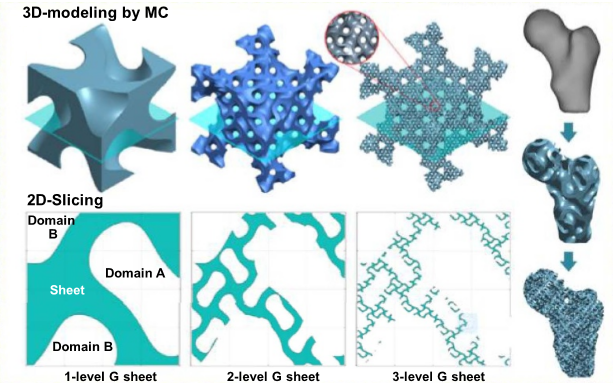 3D-modeling by MC
2D-Slicing
Domain
B
Domain A
Sheet
Domain B
1-level G sheet
2-level G sheet
3-level G sheet